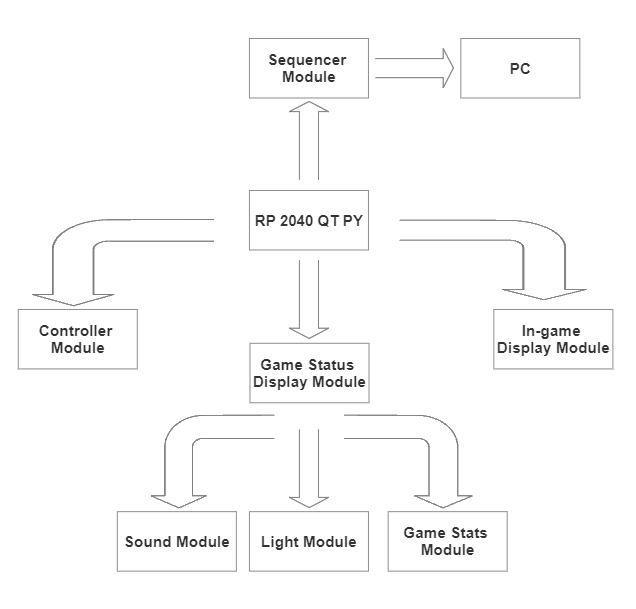 Sequencer
Module
PC
RP 2040 QT PY
Controller
Module
In-game
Display Module
Game Status
Display Module
Sound Module
Light Module
Game Stats
Module